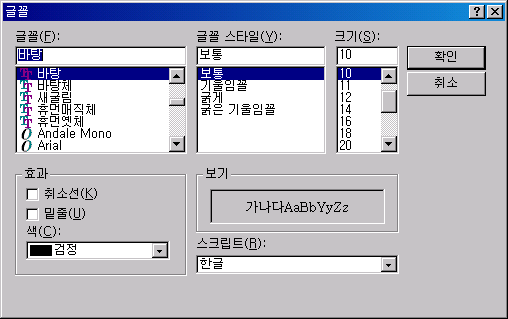 글꼴
글꼴(F):
바탕
바탕
바탕체
새굴림
휴먼매직체
휴먼옛체
Andale Mono
Arial
글꼴 스타일(Y):
보통
보통
기울임꼴
굵게
굵은 기울임꼴
크기(S):
10
10
11
12
14
16
18
20
확인
취소
효과
취소선(K)
밑줄(U)
색(C):
검정
보기
가나다AaBbYyZz
스크립트(R):
한글